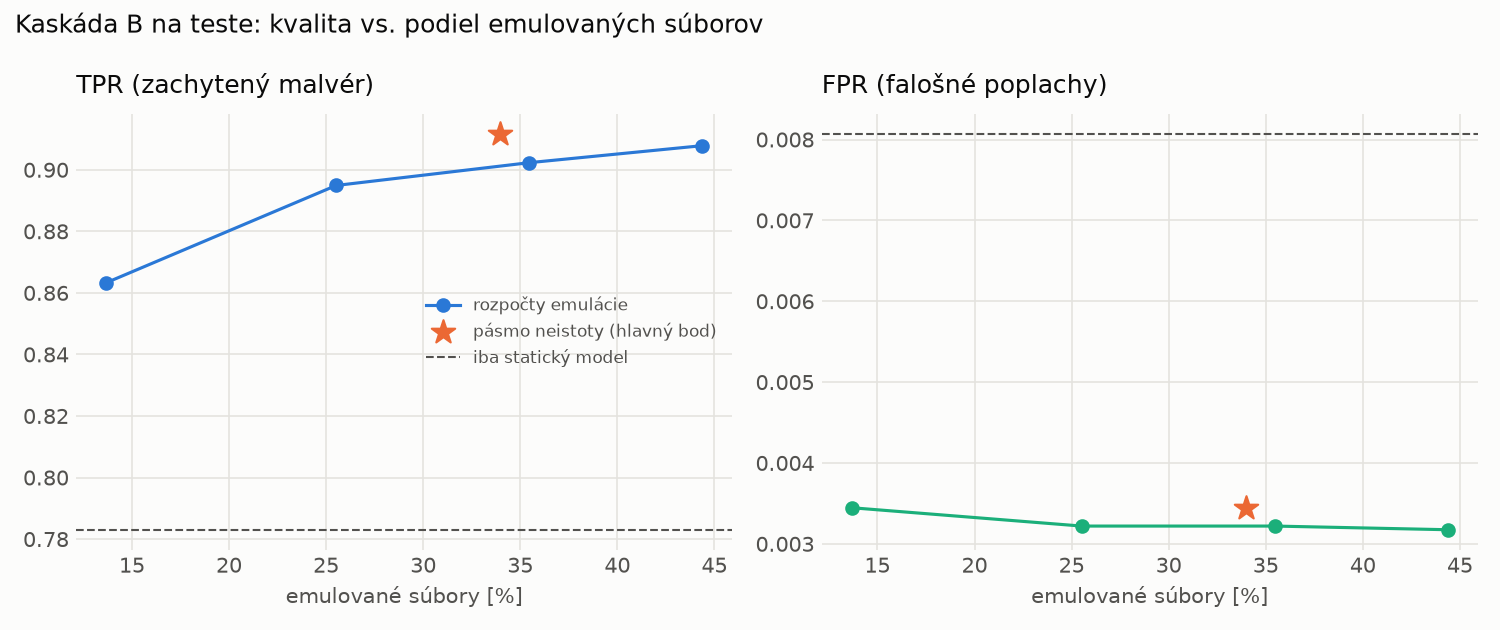 Kaskáda B na teste: kvalita vs. podiel emulovaných súborov
TPR (zachytený malvér)
0.90
0.88
0.86
0.84
0.82
0.80
0.78
rozpočty emulácie
pásmo neistoty (hlavný bod)
iba statický model
15 20 25 30 35 40 45
emulované súbory [%]
FPR (falošné poplachy)
0.008
0.007
0.006
0.005
0.004
0.003
15 20 25 30 35 40 45
emulované súbory [%]